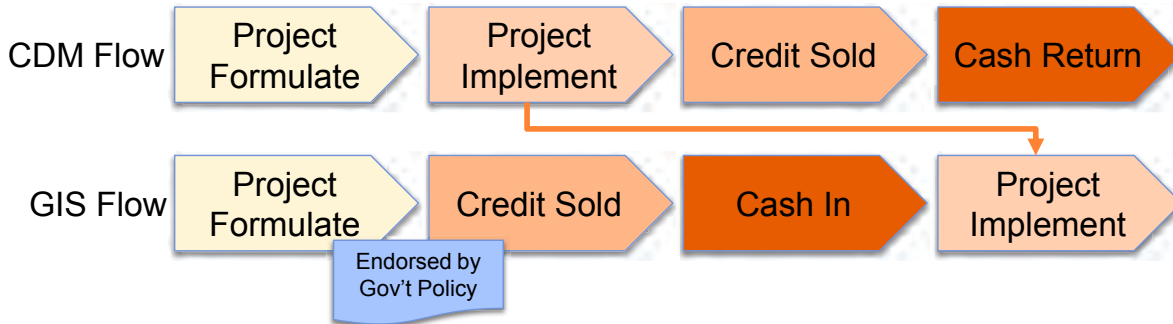 CDM Flow
Project
Formulate
Project
Implement
Credit Sold
Cash Return
GIS Flow
Project
Formulate
Credit Sold
Cash In
Project
Implement
Endorsed by
Gov't Policy